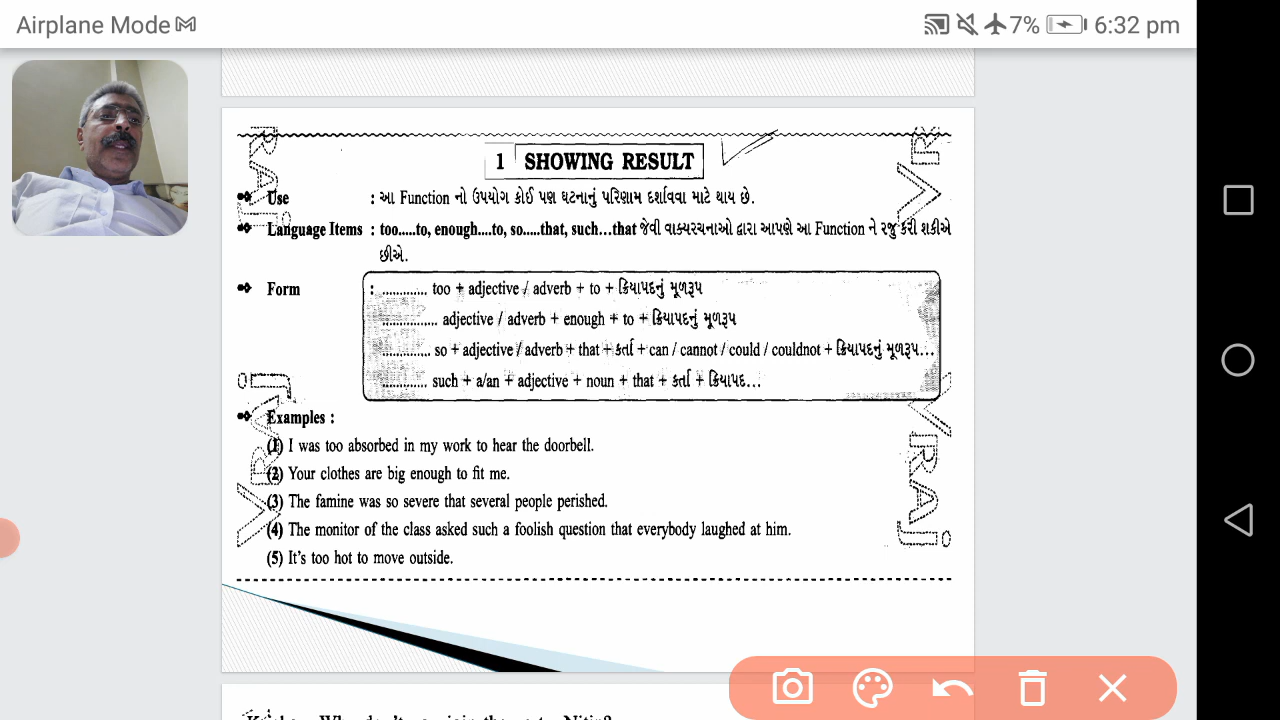 Airplane Mode
7% 6:32 pm
1 SHOWING RESULT
Use : આ Function નો ઉપયોગ કોઈ પણ ઘટનાનું પરિણામ દર્શાવવા માટે થાય છે.
Language Items : too.....to, enough....to, so.....that, such...that જેવી વાક્યરચનાઓ દ્વારા આપણે આ Function ને રજુ કરી શકીએ
છીએ.
Form : ............ too + adjective / adverb + to + ક્રિયાપદનું મૂળરૂપ
.............. adjective / adverb + enough + to + ક્રિયાપદનું મૂળરૂપ
............ so + adjective / adverb + that + કર્તા + can / cannot / could / couldnot + ક્રિયાપદનું મૂળરૂપ...
............ such + a/an + adjective + noun + that + કર્તા + ક્રિયાપદ...
Examples :
(1) I was too absorbed in my work to hear the doorbell.
(2) Your clothes are big enough to fit me.
(3) The famine was so severe that several people perished.
(4) The monitor of the class asked such a foolish question that everybody laughed at him.
(5) It's too hot to move outside.